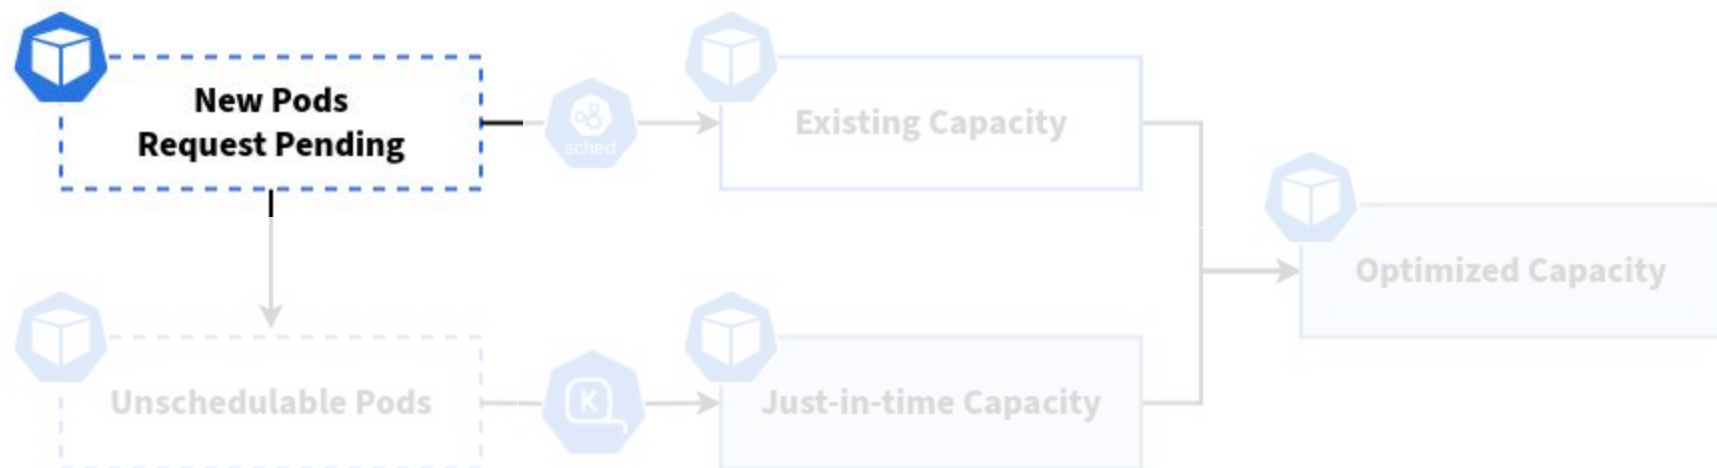 New Pods
Request Pending
sched
Existing Capacity
Optimized Capacity
Unschedulable Pods
K
Just-in-time Capacity